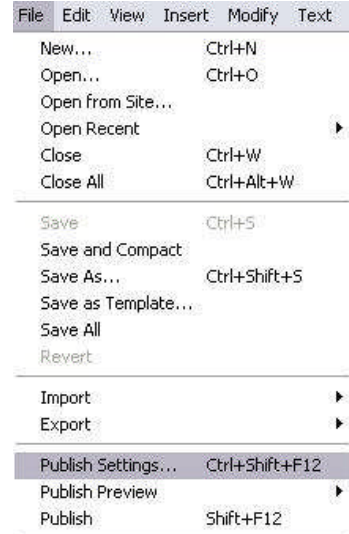 File Edit View Insert Modify Text
New... Ctrl+N
Open... Ctrl+O
Open from Site...
Open Recent
Close Ctrl+W
Close All Ctrl+Alt+W
Save Ctrl+S
Save and Compact
Save As... Ctrl+Shift+S
Save as Template...
Save All
Revert
Import
Export
Publish Settings... Ctrl+Shift+F12
Publish Preview
Publish Shift+F12